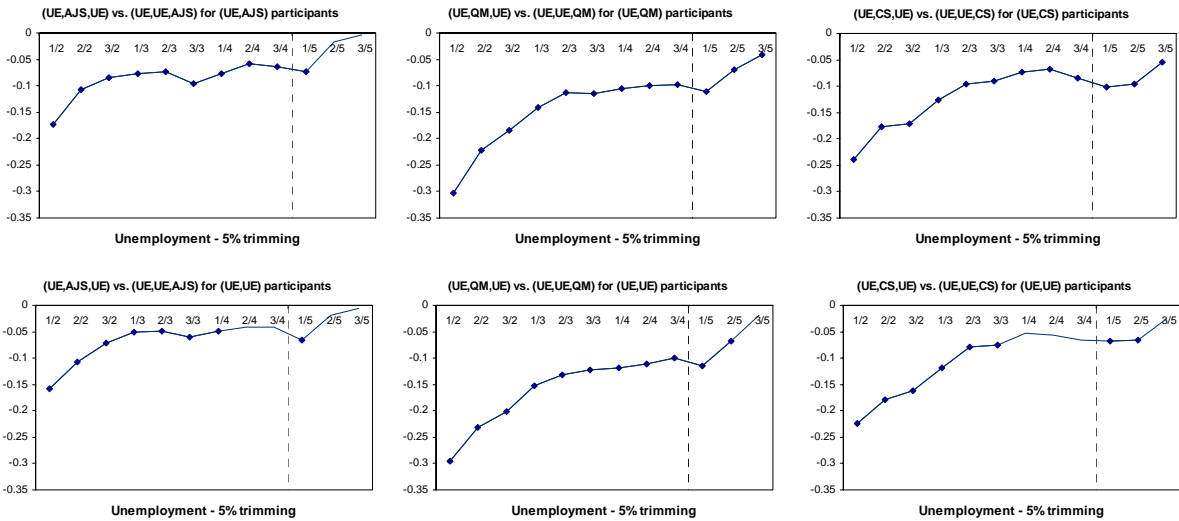 (UE,AJS,UE) vs. (UE,UE,AJS) for (UE,AJS) participants
0
-0.05
-0.1
-0.15
-0.2
-0.25
-0.3
-0.35
1/2 2/2 3/2 1/3 2/3 3/3 1/4 2/4 3/4 1/5 2/5 3/5
Unemployment - 5% trimming
(UE,QM,UE) vs. (UE,UE,QM) for (UE,QM) participants
0
-0.05
-0.1
-0.15
-0.2
-0.25
-0.3
-0.35
1/2 2/2 3/2 1/3 2/3 3/3 1/4 2/4 3/4 1/5 2/5 3/5
Unemployment - 5% trimming
(UE,CS,UE) vs. (UE,UE,CS) for (UE,CS) participants
0
-0.05
-0.1
-0.15
-0.2
-0.25
-0.3
-0.35
1/2 2/2 3/2 1/3 2/3 3/3 1/4 2/4 3/4 1/5 2/5 3/5
Unemployment - 5% trimming
(UE,AJS,UE) vs. (UE,UE,AJS) for (UE,UE) participants
0
-0.05
-0.1
-0.15
-0.2
-0.25
-0.3
-0.35
1/2 2/2 3/2 1/3 2/3 3/3 1/4 2/4 3/4 1/5 2/5 3/5
Unemployment - 5% trimming
(UE,QM,UE) vs. (UE,UE,QM) for (UE,UE) participants
0
-0.05
-0.1
-0.15
-0.2
-0.25
-0.3
-0.35
1/2 2/2 3/2 1/3 2/3 3/3 1/4 2/4 3/4 1/5 2/5 3/5
Unemployment - 5% trimming
(UE,CS,UE) vs. (UE,UE,CS) for (UE,UE) participants
0
-0.05
-0.1
-0.15
-0.2
-0.25
-0.3
-0.35
1/2 2/2 3/2 1/3 2/3 3/3 1/4 2/4 3/4 1/5 2/5 3/5
Unemployment - 5% trimming